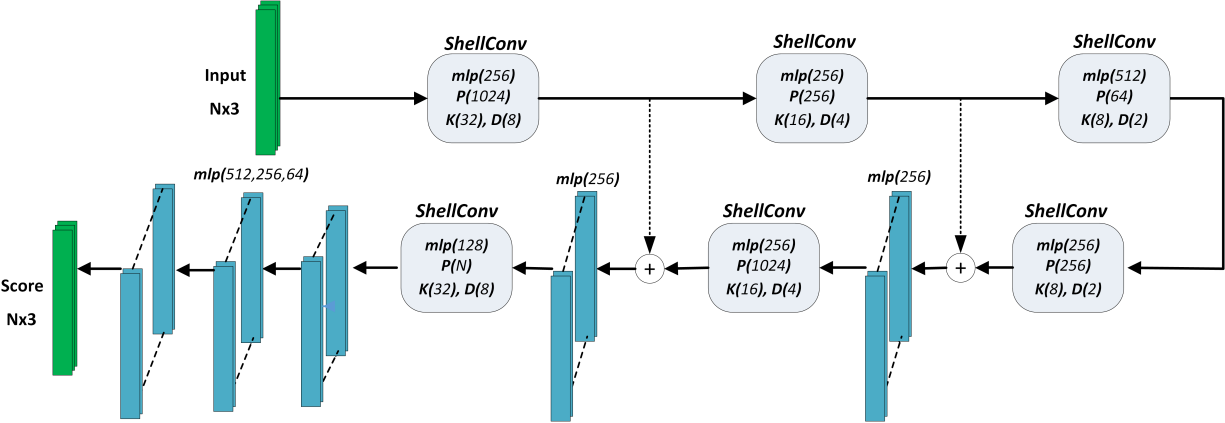 ShellConv
mlp(256)
P(1024)
K(32), D(8)
ShellConv
mlp(256)
P(256)
K(16), D(4)
ShellConv
mlp(512)
P(64)
K(8), D(2)
Input
Nx3
mlp(512,256,64)
ShellConv
mlp(128)
P(N)
K(32), D(8)
mlp(256)
+
ShellConv
mlp(256)
P(1024)
K(16), D(4)
mlp(256)
+
ShellConv
mlp(256)
P(256)
K(8), D(2)
Score
Nx3